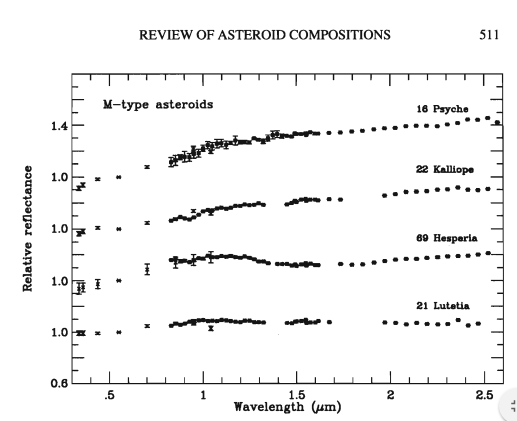 REVIEW OF ASTEROID COMPOSITIONS 511
M-type asteroids
16 Psyche
1.4
1.0
22 Kalliope
1.0
69 Hesperia
1.0
21 Lutetia
1.0
0.6
Relative reflectance
.5 1 1.5 2 2.5
Wavelength (μm)